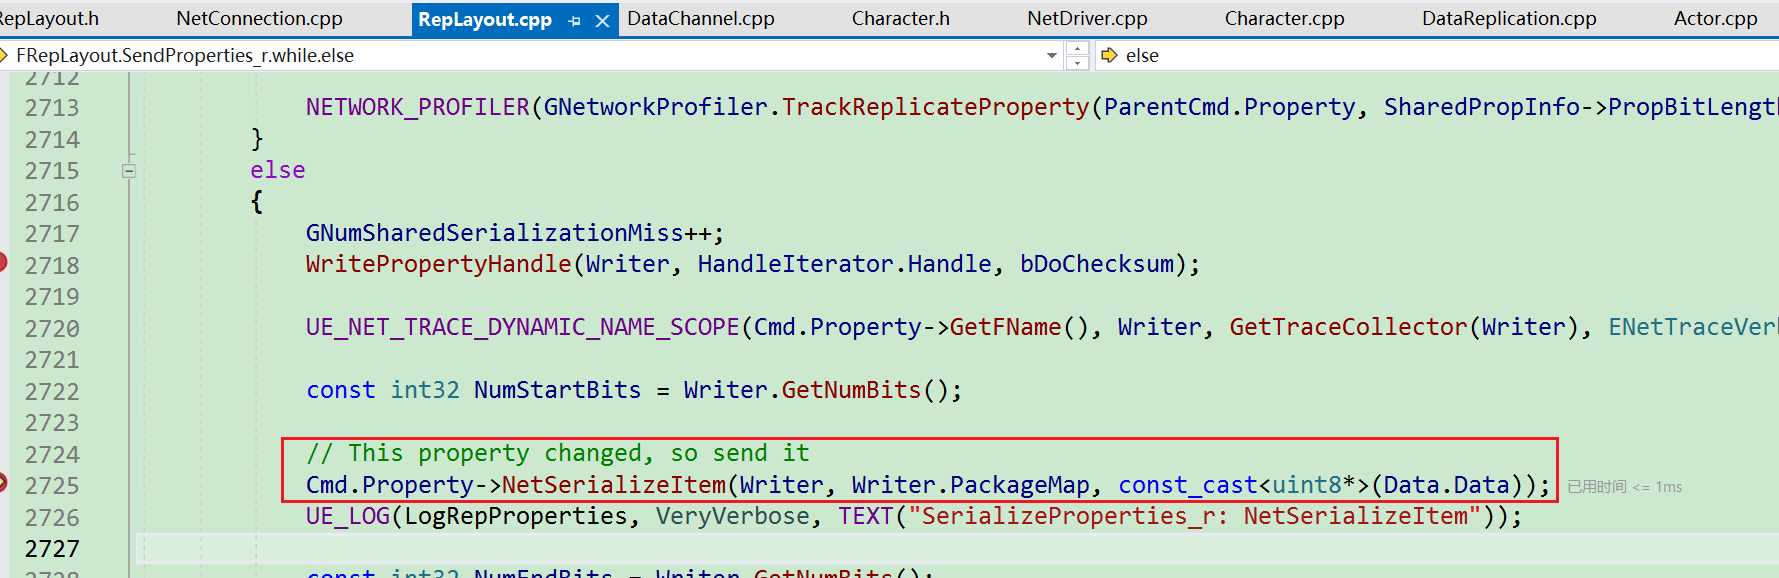 RepLayout.h NetConnection.cpp RepLayout.cpp DataChannel.cpp Character.h NetDriver.cpp Character.cpp DataReplication.cpp Actor.cpp
FRepLayout.SendProperties_r.while.else else
2712
2713 NETWORK_PROFILER(GNetworkProfiler.TrackReplicateProperty(ParentCmd.Property, SharedPropInfo->PropBitLength
2714 }
2715 else
2716 {
2717 GNumSharedSerializationMiss++;
2718 WritePropertyHandle(Writer, HandleIterator.Handle, bDoChecksum);
2719
2720 UE_NET_TRACE_DYNAMIC_NAME_SCOPE(Cmd.Property->GetFName(), Writer, GetTraceCollector(Writer), ENetTraceVer
2721
2722 const int32 NumStartBits = Writer.GetNumBits();
2723
2724 // This property changed, so send it
2725 Cmd.Property->NetSerializeItem(Writer, Writer.PackageMap, const_cast<uint8*>(Data.Data)); 已用时间 <= 1ms
2726 UE_LOG(LogRepProperties, VeryVerbose, TEXT("SerializeProperties_r: NetSerializeItem"));
2727
2728 const int32 NumEndBits = Writer.GetNumBits();